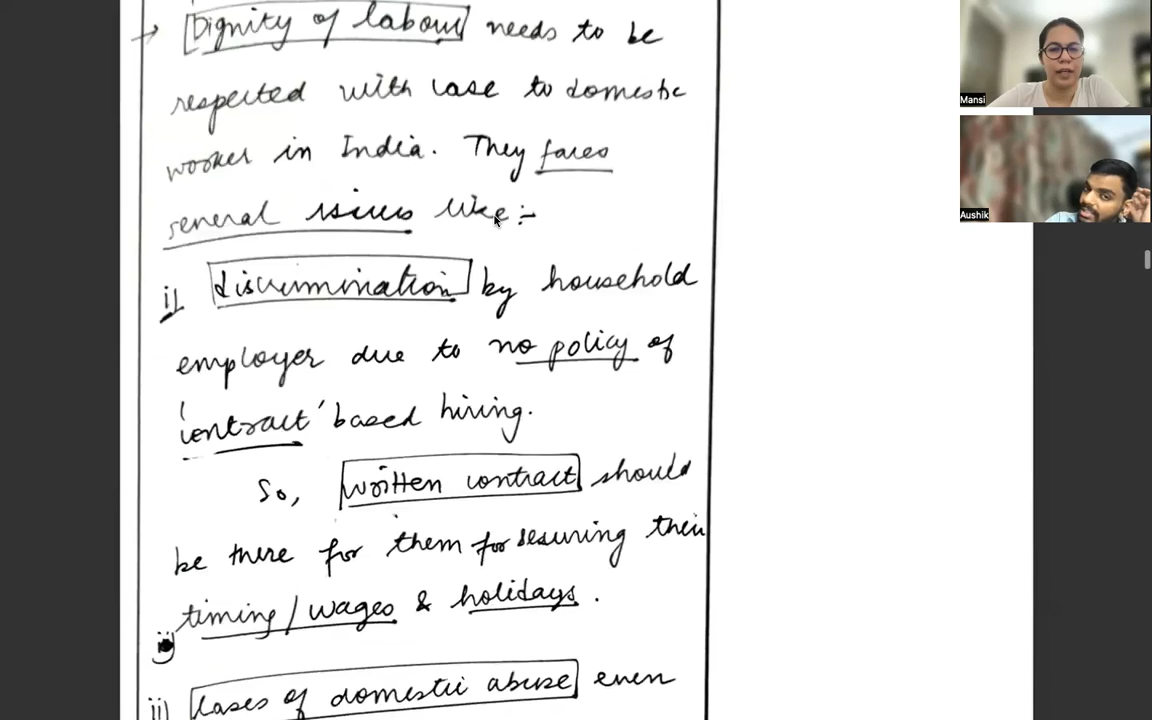 → Dignity of labour needs to be
respected with case to domestic
worker in India. They faces
several issues like :-
i) discrimination by household
employer due to no policy of
'contract' based hiring.
So, written contract should
be there for them for securing their
timing / wages & holidays.
ii) Cases of domestic abuse even
Mansi
Aushik